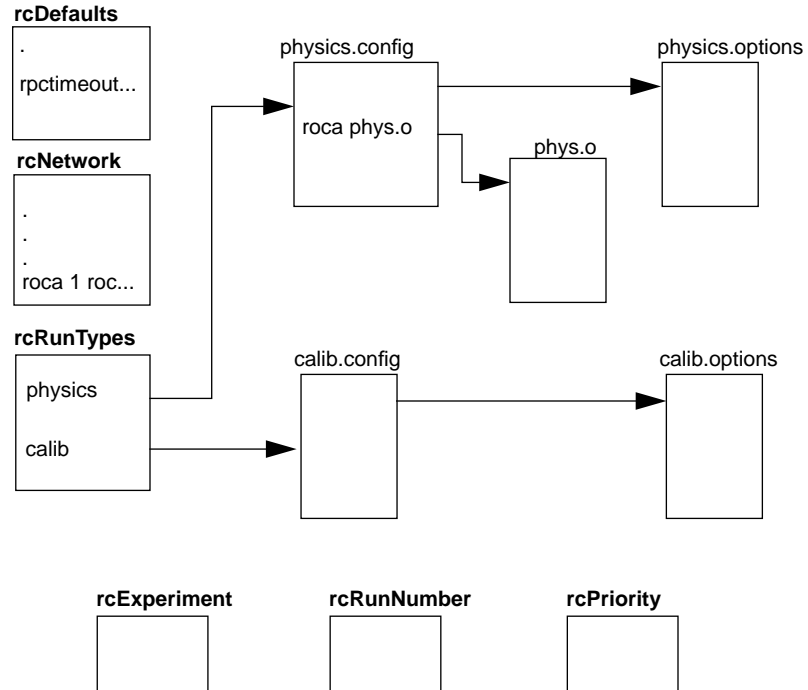 rcDefaults
.
rpctimeout...
physics.config
roca phys.o
physics.options
phys.o
rcNetwork
.
.
.
roca 1 roc...
rcRunTypes
physics
calib
calib.config
calib.options
rcExperiment
rcRunNumber
rcPriority